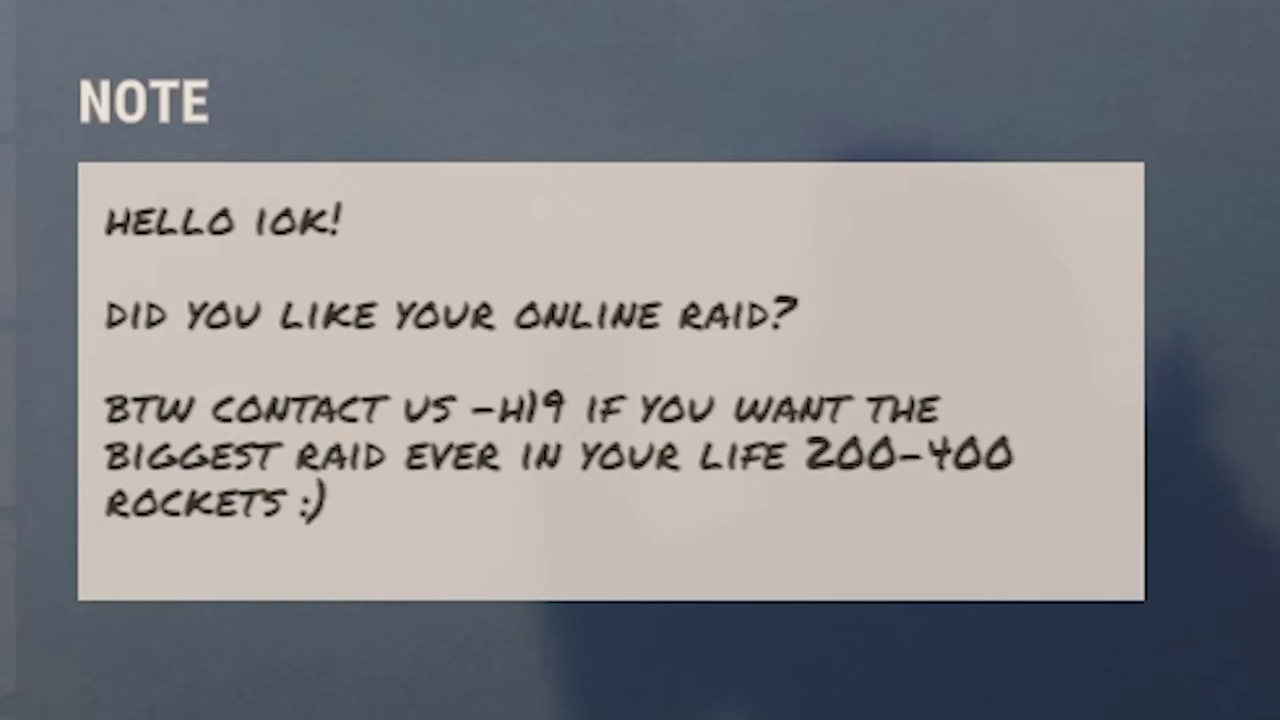 NOTE
HELLO 10K!
DID YOU LIKE YOUR ONLINE RAID?
BTW CONTACT US -H19 IF YOU WANT THE
BIGGEST RAID EVER IN YOUR LIFE 200-400
ROCKETS :)